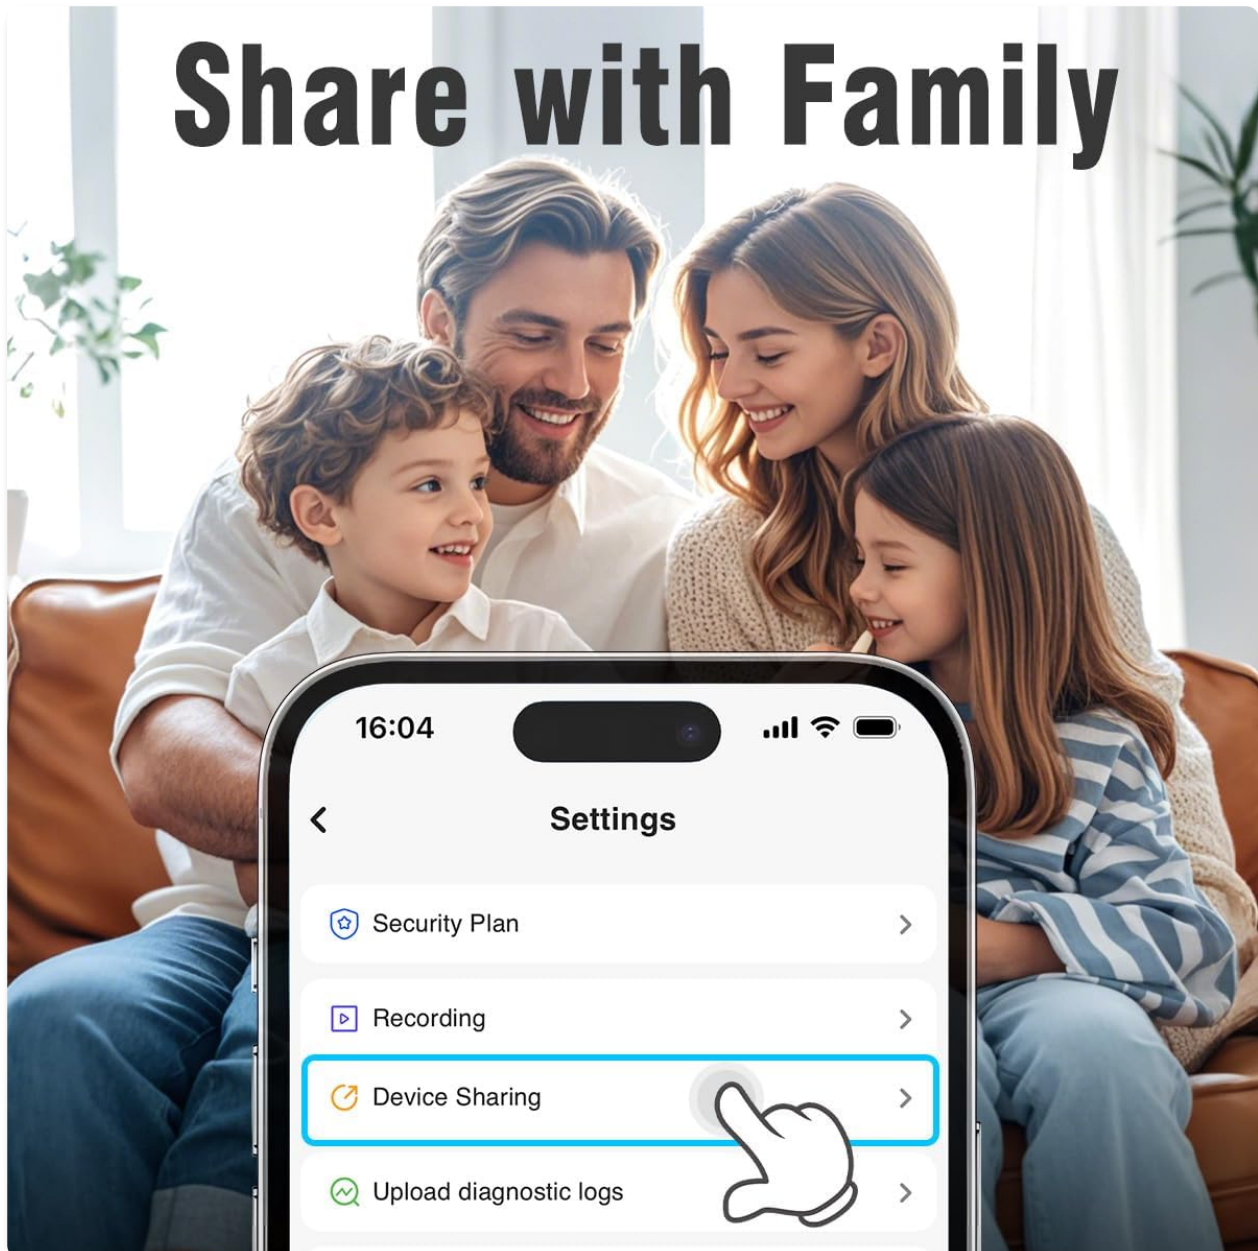 Share with Family
16:04
Settings
Security Plan
Recording
Device Sharing
Upload diagnostic logs